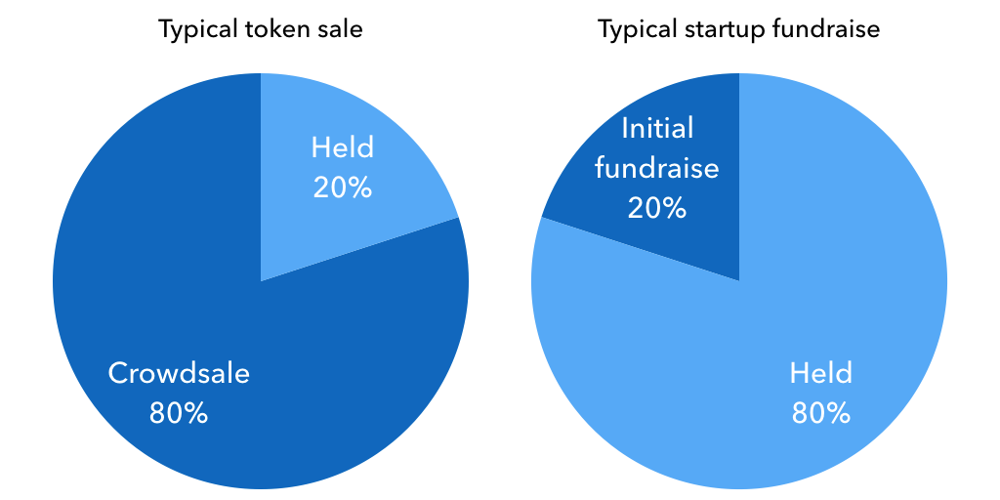 Typical token sale
Typical startup fundraise
Held
20%
Crowdsale
80%
Initial
fundraise
20%
Held
80%